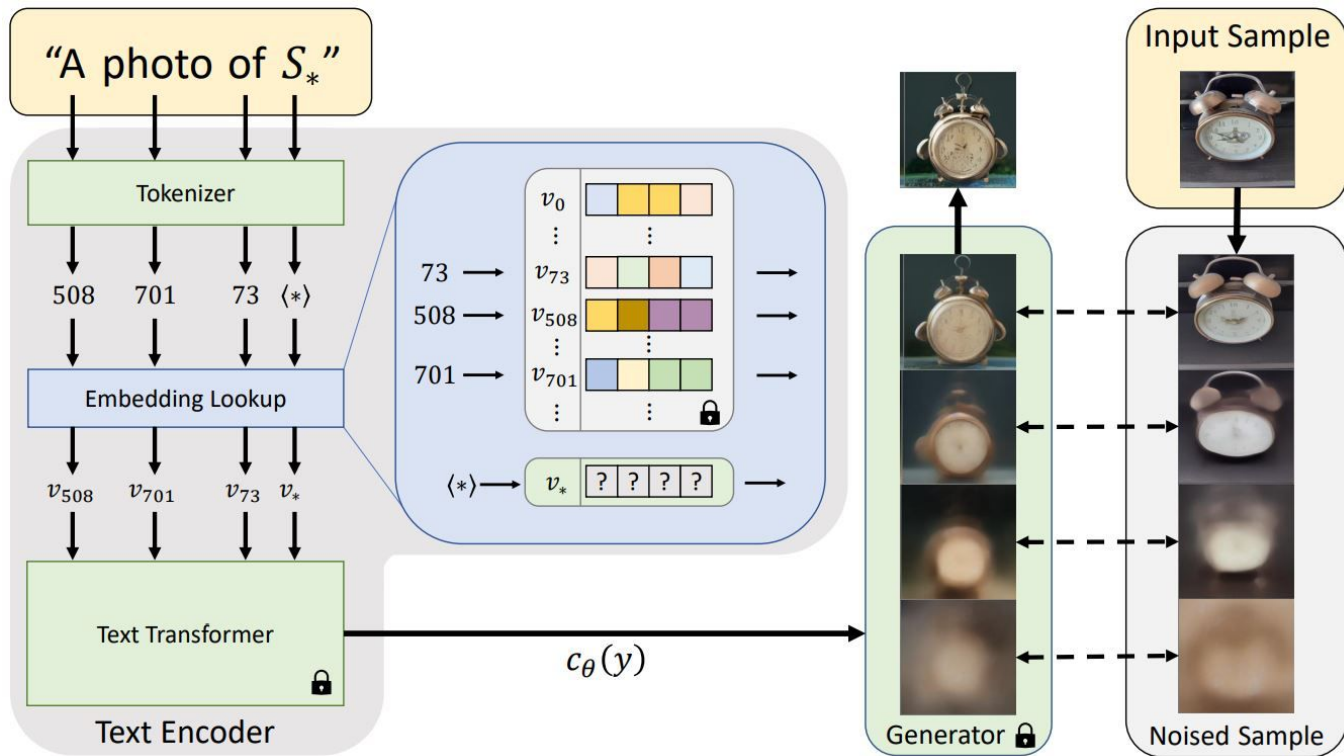 “A photo of S*”
Input Sample
Tokenizer
508 701 73 ⟨*⟩
Embedding Lookup
v508 v701 v73 v*
Text Transformer
Text Encoder
v0
⋮ ⋮
73 v73
508 v508
⋮ ⋮
701 v701
⋮ ⋮
⟨*⟩ v* ? ? ? ?
cθ(y)
Generator
Noised Sample